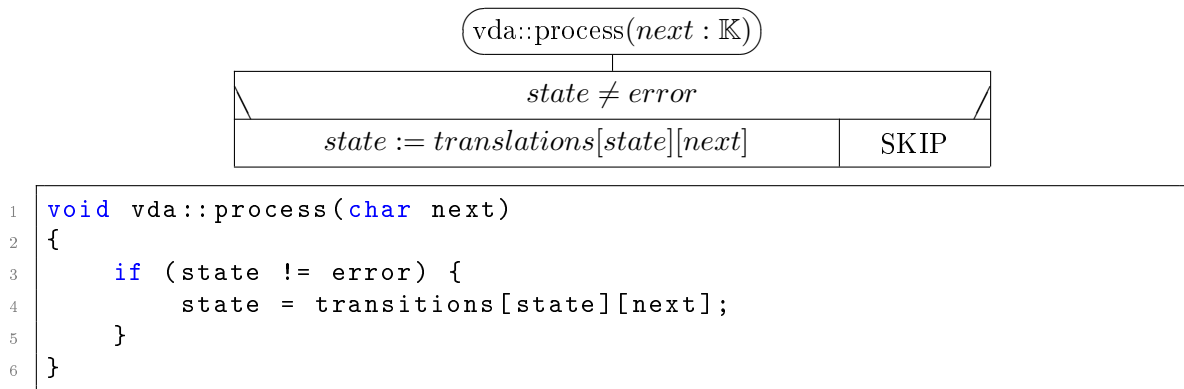 vda::process(next : 𝕂)
state ≠ error
state := translations[state][next] SKIP
1 void vda::process(char next)
2 {
3     if (state != error) {
4         state = transitions[state][next];
5     }
6 }